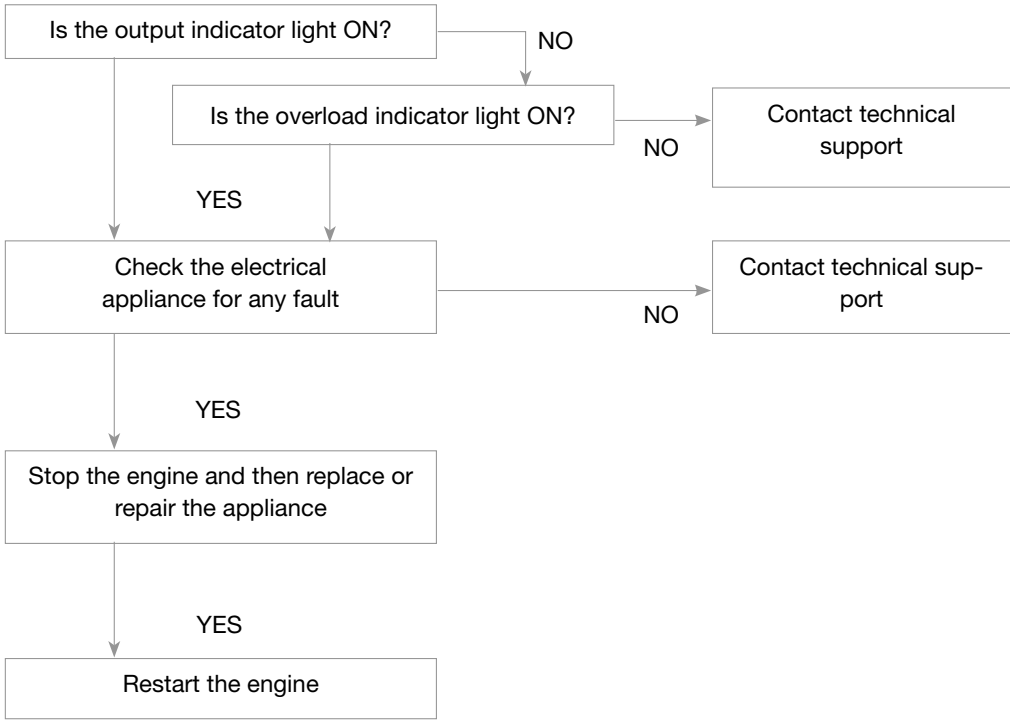 Is the output indicator light ON?
NO
Is the overload indicator light ON?
NO
Contact technical
support
YES
Check the electrical
appliance for any fault
NO
Contact technical sup-
port
YES
Stop the engine and then replace or
repair the appliance
YES
Restart the engine